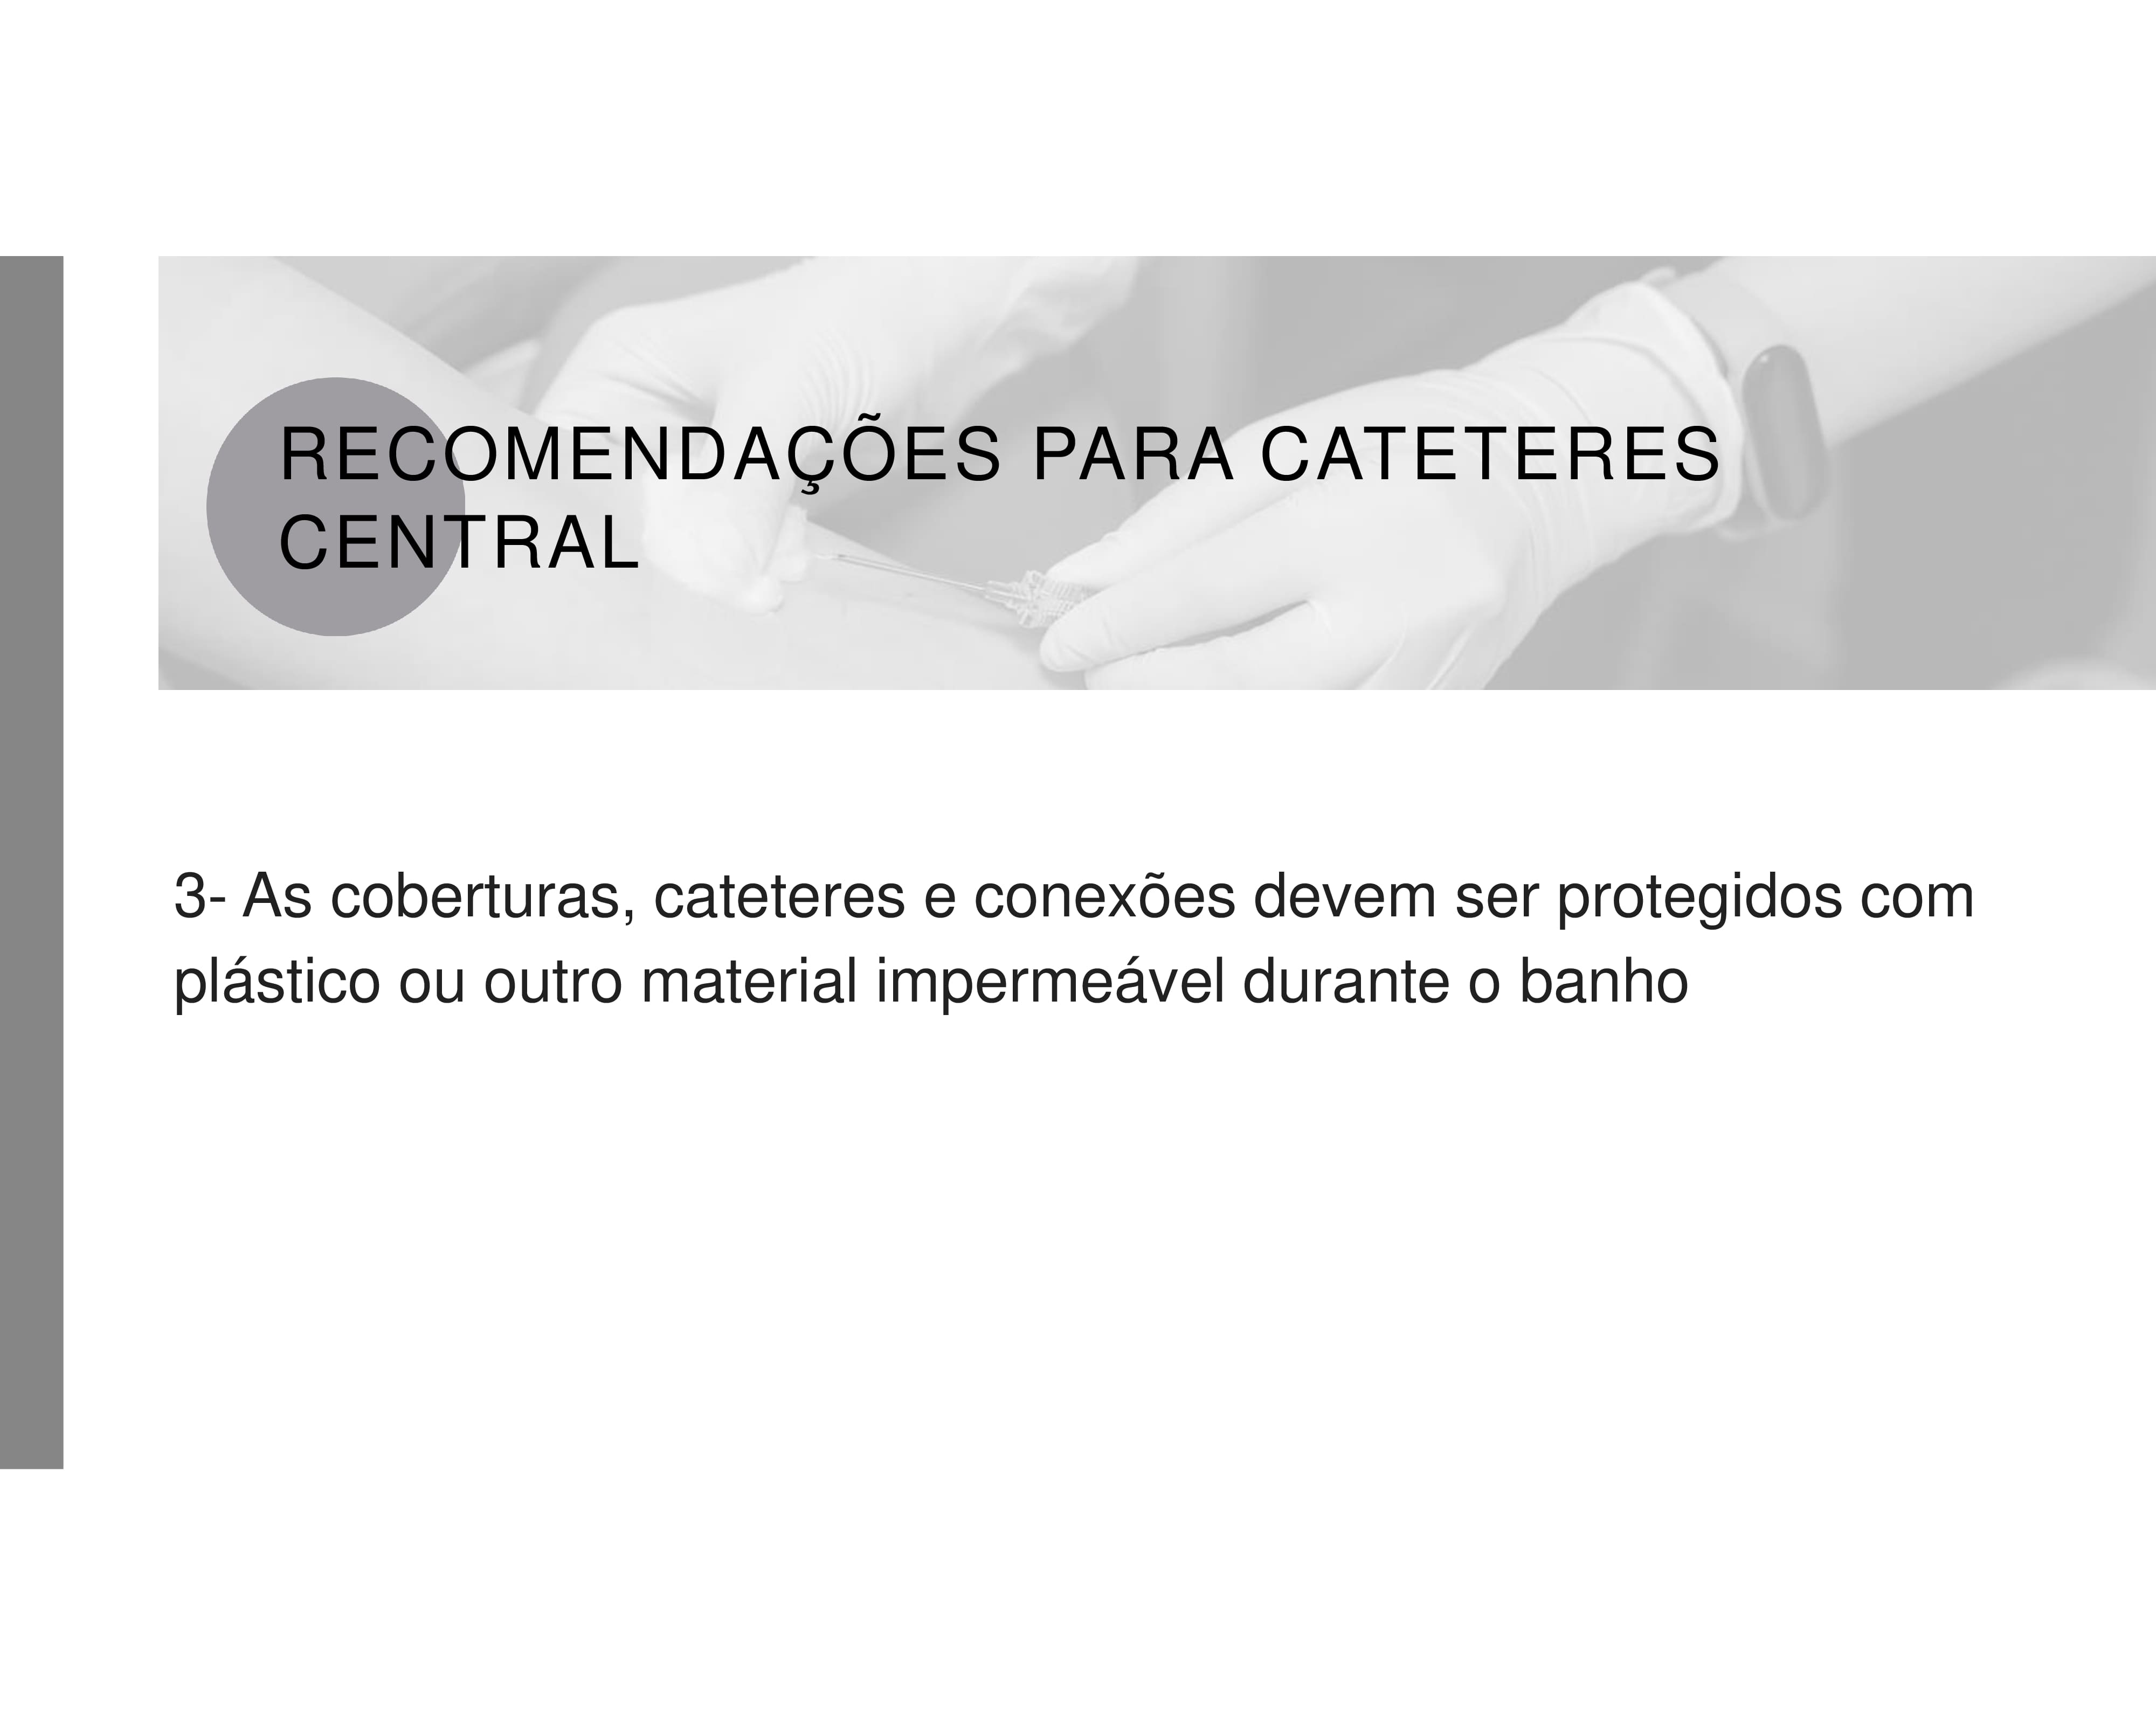 RECOMENDAÇÕES PARA CATETERES
CENTRAL
3- As coberturas, cateteres e conexões devem ser protegidos com
plástico ou outro material impermeável durante o banho